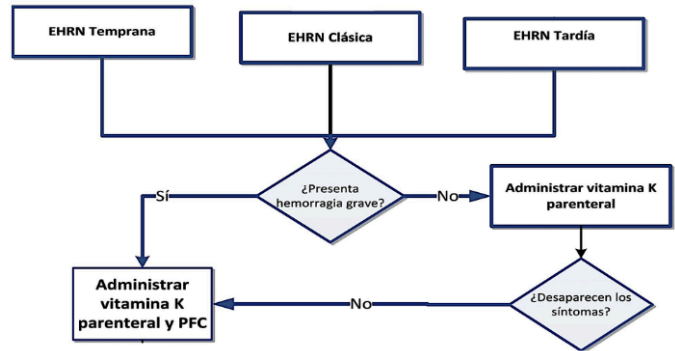 EHRN Temprana
EHRN Clásica
EHRN Tardía
¿Presenta
hemorragia grave?
Sí
No
Administrar vitamina K
parenteral
¿Desaparecen los
síntomas?
No
Administrar
vitamina K
parenteral y PFC